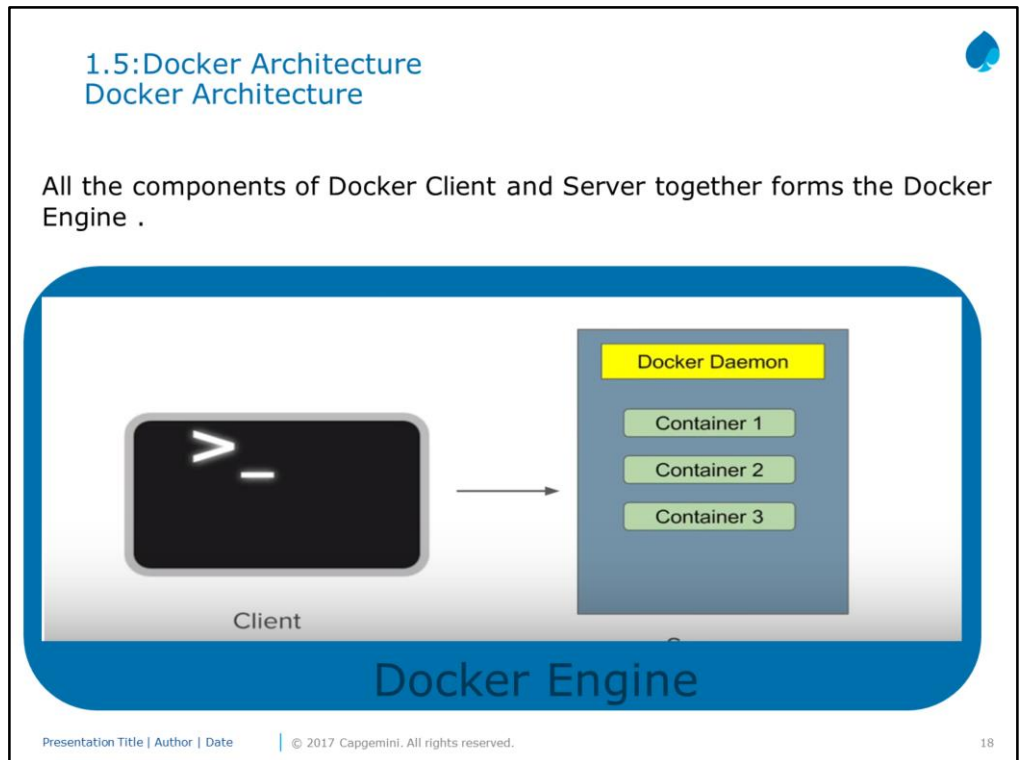 1.5:Docker Architecture
Docker Architecture
All the components of Docker Client and Server together forms the Docker
Engine .
>_
Docker Daemon
Container 1
Container 2
Container 3
Client
Docker Engine
Presentation Title | Author | Date
© 2017 Capgemini. All rights reserved.
18